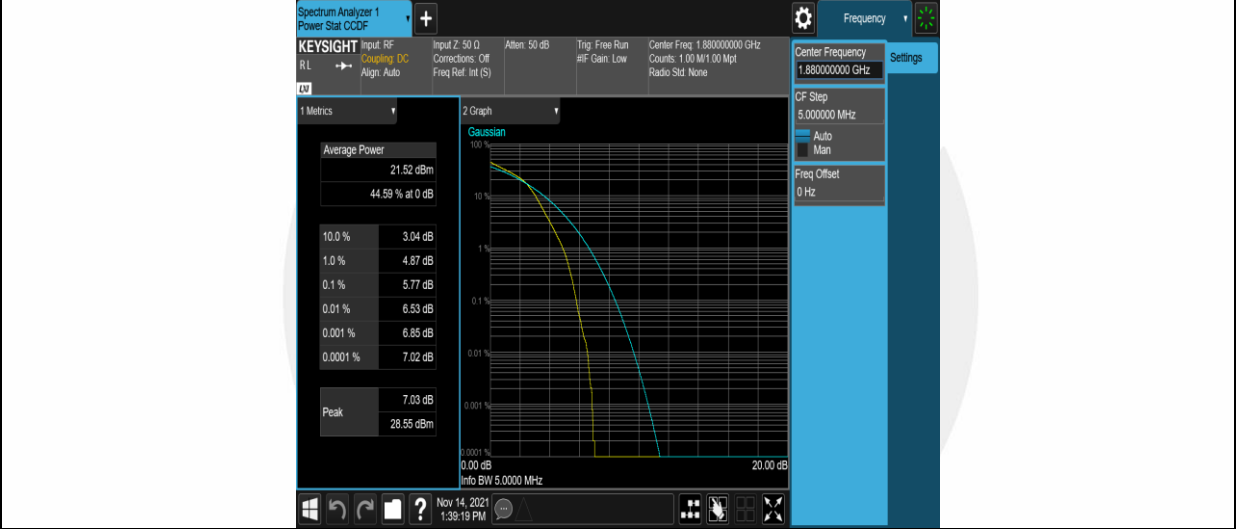 Spectrum Analyzer 1
Power Stat CCDF
+
Frequency
KEYSIGHT
RL
LXI
Input: RF
Coupling: DC
Align: Auto
Input Z: 50 Ω
Corrections: Off
Freq Ref: Int (S)
Atten: 50 dB
Trig: Free Run
#IF Gain: Low
Center Freq: 1.880000000 GHz
Counts: 1.00 M/1.00 Mpt
Radio Std: None
Center Frequency
1.880000000 GHz
Settings
CF Step
5.000000 MHz
Auto
Man
Freq Offset
0 Hz
1 Metrics
Average Power
21.52 dBm
44.59 % at 0 dB
10.0 % 3.04 dB
1.0 % 4.87 dB
0.1 % 5.77 dB
0.01 % 6.53 dB
0.001 % 6.85 dB
0.0001 % 7.02 dB
Peak
7.03 dB
28.55 dBm
2 Graph
Gaussian
100 %
10 %
1 %
0.1 %
0.01 %
0.001 %
0.0001 %
0.00 dB 20.00 dB
Info BW 5.0000 MHz
?
Nov 14, 2021
1:39:19 PM